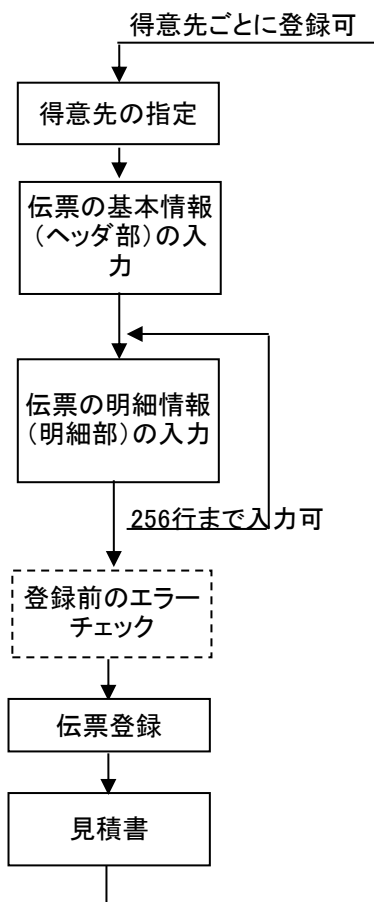 得意先ごとに登録可
得意先の指定
伝票の基本情報
(ヘッダ部)の入
力
伝票の明細情報
(明細部)の入力
256行まで入力可
登録前のエラー
チェック
伝票登録
見積書